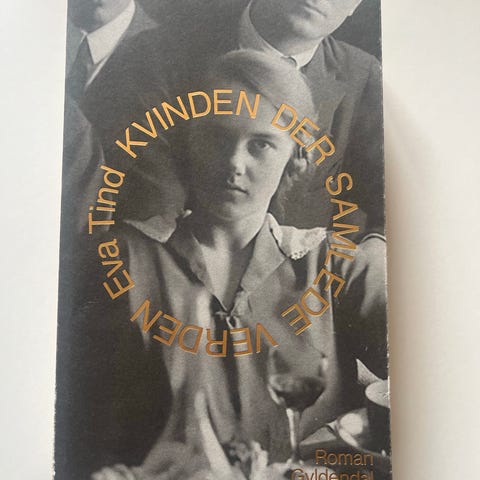 Eva Tind KVINDEN DER SAMLEDE VERDEN
Roman
Gyldendal